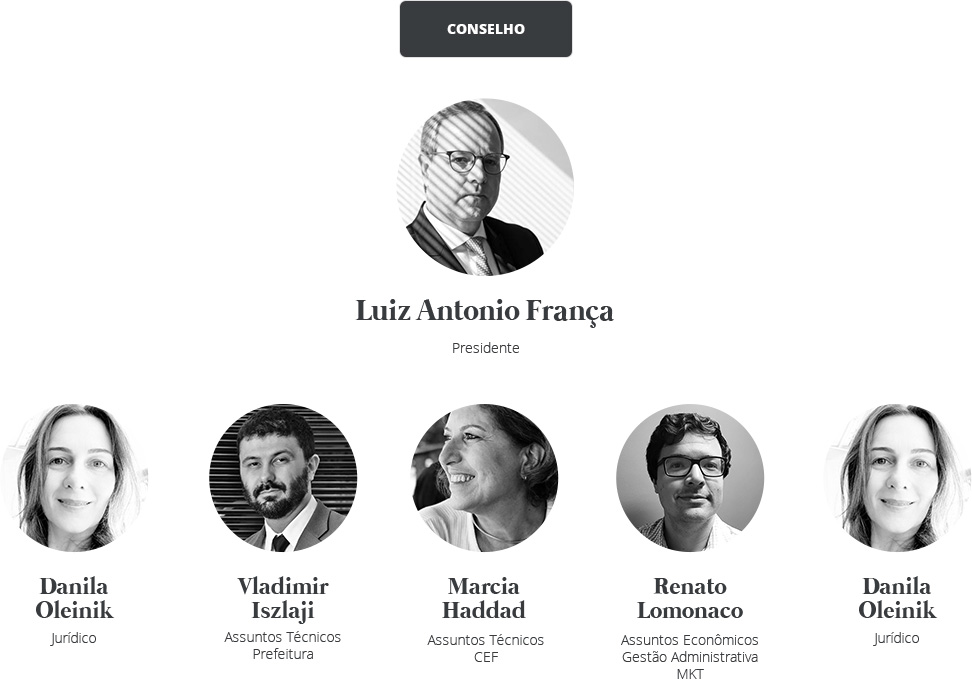 CONSELHO
Luiz Antonio França
Presidente
Danila
Oleinik
Jurídico
Vladimir
Iszlaji
Assuntos Técnicos
Prefeitura
Marcia
Haddad
Assuntos Técnicos
CEF
Renato
Lomonaco
Assuntos Econômicos
Gestão Administrativa
MKT
Danila
Oleinik
Jurídico